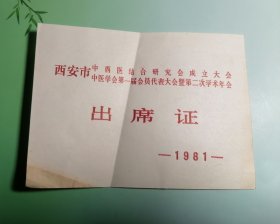 西安市中西医结合研究会成立大会
中医学会第一届会员代表大会暨第二次学术年会
出席证
—1981—